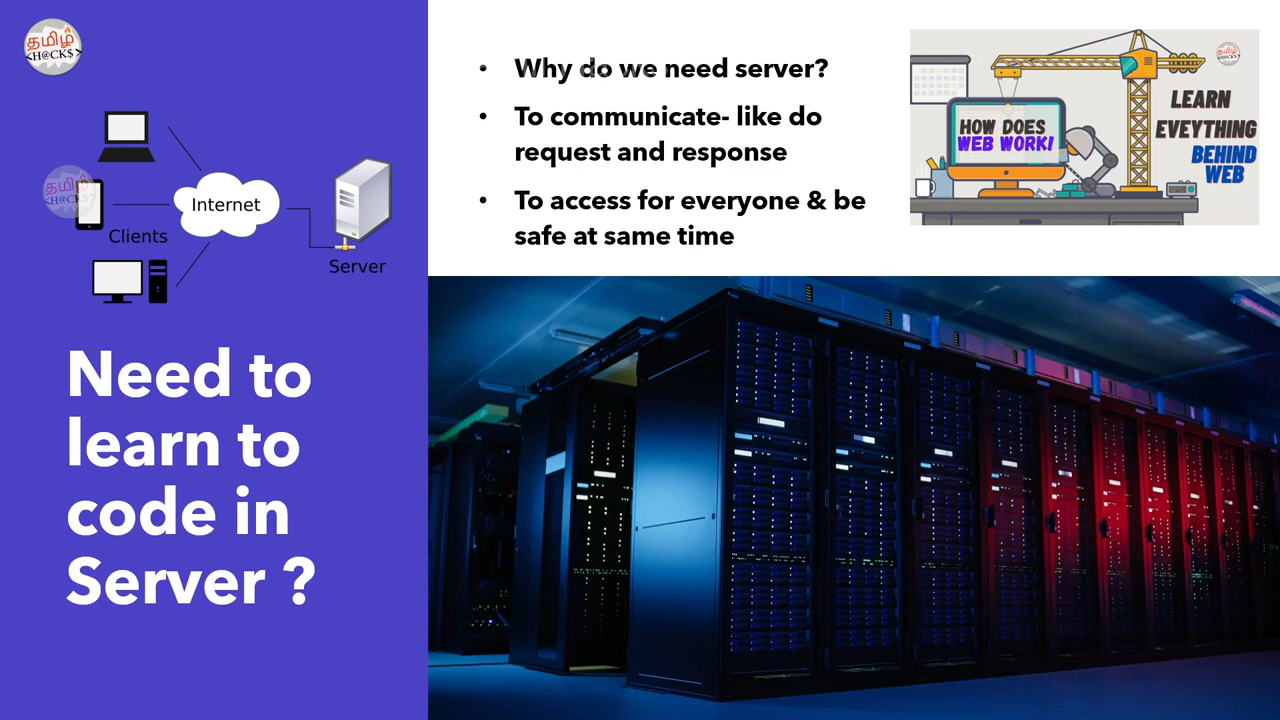 தமிழ்
<H@CK$>
Internet
தமிழ்
<H@CK$>
Clients
Server
Need to
learn to
code in
Server ?
• Why do we need server?
• To communicate- like do
request and response
• To access for everyone & be
safe at same time
HOW DOES
WEB WORK!
LEARN
EVEYTHING
BEHIND
WEB